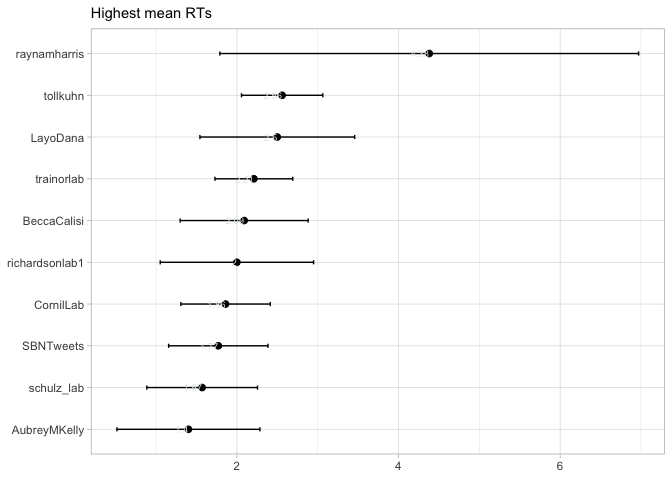 Highest mean RTs
raynamharris
tollkuhn
LayoDana
trainorlab
BeccaCalisi
richardsonlab1
CornilLab
SBNTweets
schulz_lab
AubreyMKelly
2
4
6